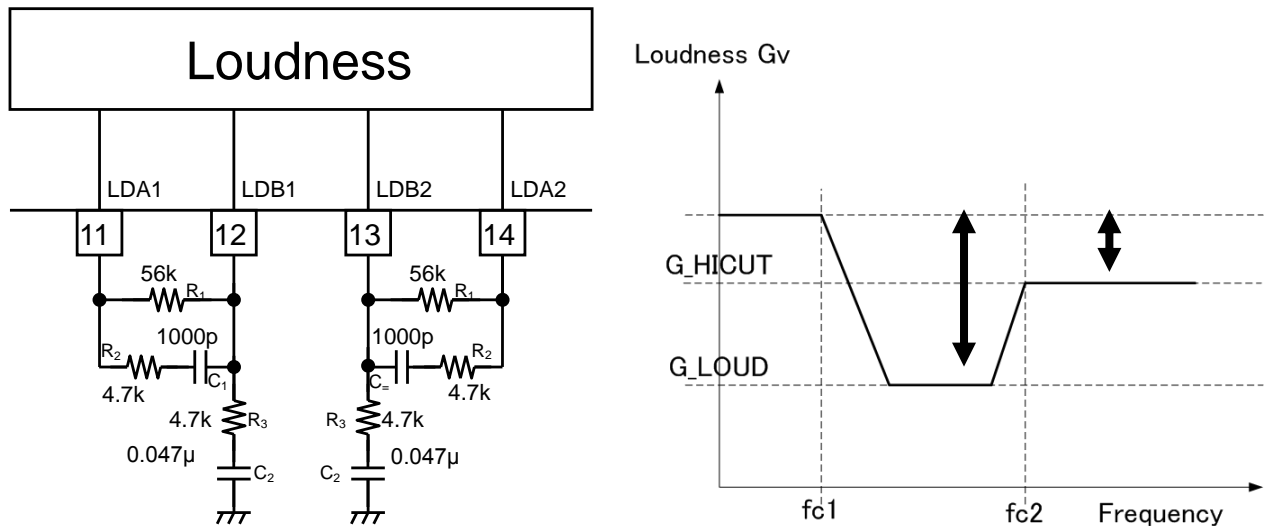 Loudness
LDA1 LDB1 LDB2 LDA2
11 12 13 14
56k 56k
R1 R1
1000p 1000p
R2 R2
C1 C=
4.7k 4.7k
4.7k R3 R3 4.7k
0.047µ 0.047µ
C2 C2
Loudness Gv
G_HICUT
G_LOUD
fc1 fc2 Frequency